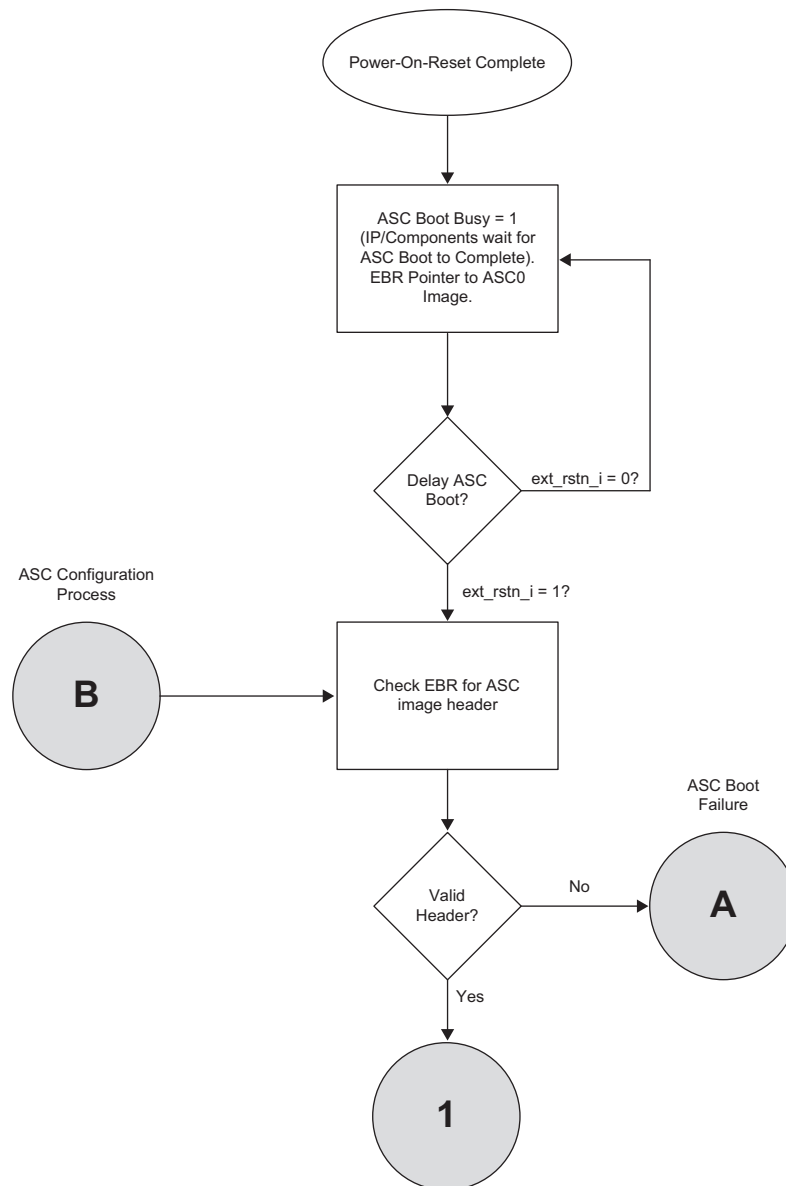 Power-On-Reset Complete
ASC Boot Busy = 1
(IP/Components wait for
ASC Boot to Complete).
EBR Pointer to ASC0
Image.
Delay ASC
Boot?
ext_rstn_i = 0?
ext_rstn_i = 1?
ASC Configuration
Process
B
Check EBR for ASC
image header
ASC Boot
Failure
Valid
Header?
No
A
Yes
1